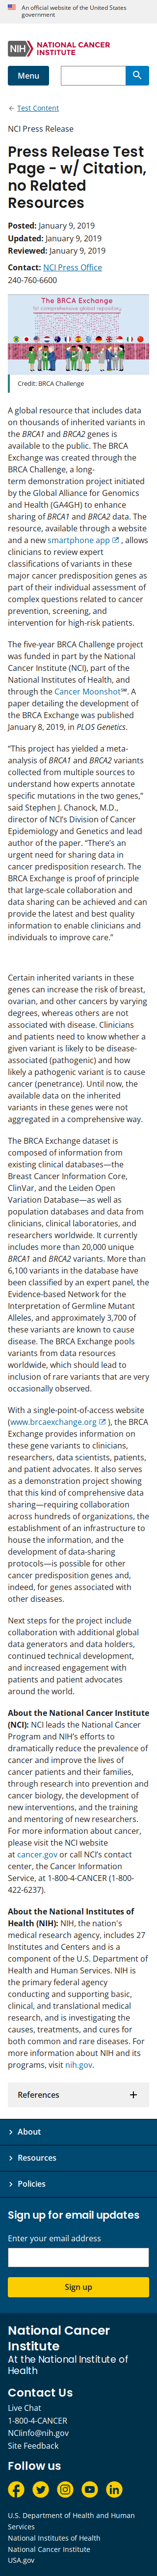 An official website of the United States
government
NIH NATIONAL CANCER
INSTITUTE
Menu
Test Content
NCI Press Release
Press Release Test
Page - w/ Citation,
no Related
Resources
Posted: January 9, 2019
Updated: January 9, 2019
Reviewed: January 9, 2019
Contact: NCI Press Office
240-760-6600
The BRCA Exchange
Credit: BRCA Challenge
A global resource that includes data
on thousands of inherited variants in
the BRCA1 and BRCA2 genes is
available to the public. The BRCA
Exchange was created through the
BRCA Challenge, a long-
term demonstration project initiated
by the Global Alliance for Genomics
and Health (GA4GH) to enhance
sharing of BRCA1 and BRCA2 data. The
resource, available through a website
and a new smartphone app , allows
clinicians to review expert
classifications of variants in these
major cancer predisposition genes as
part of their individual assessment of
complex questions related to cancer
prevention, screening, and
intervention for high-risk patients.
The five-year BRCA Challenge project
was funded in part by the National
Cancer Institute (NCI), part of the
National Institutes of Health, and
through the Cancer Moonshot℠. A
paper detailing the development of
the BRCA Exchange was published
January 8, 2019, in PLOS Genetics.
“This project has yielded a meta-
analysis of BRCA1 and BRCA2 variants
collected from multiple sources to
understand how experts annotate
specific mutations in the two genes,”
said Stephen J. Chanock, M.D.,
director of NCI’s Division of Cancer
Epidemiology and Genetics and lead
author of the paper. “There’s an
urgent need for sharing data in
cancer predisposition research. The
BRCA Exchange is proof of principle
that large-scale collaboration and
data sharing can be achieved and can
provide the latest and best quality
information to enable clinicians and
individuals to improve care.”
Certain inherited variants in these
genes can increase the risk of breast,
ovarian, and other cancers by varying
degrees, whereas others are not
associated with disease. Clinicians
and patients need to know whether a
given variant is likely to be disease-
associated (pathogenic) and how
likely a variant is to go on to cause
cancer (penetrance). Until now, the
available data on the inherited
variants in these genes were not
aggregated in a comprehensive way.
The BRCA Exchange dataset is
composed of information from
existing clinical databases—the
Breast Cancer Information Core,
ClinVar, and the Leiden Open
Variation Database—as well as
population databases and data from
clinicians, clinical laboratories, and
researchers worldwide. It currently
includes more than 20,000 unique
BRCA1 and BRCA2 variants. More than
6,100 variants in the database have
been classified by an expert panel, the
Evidence-based Network for the
Interpretation of Germline Mutant
Alleles, and approximately 3,700 of
these variants are known to cause
disease. The BRCA Exchange pools
variants from data resources
worldwide, which should lead to
inclusion of rare variants that are very
occasionally observed.
With a single-point-of-access website
(www.brcaexchange.org ), the BRCA
Exchange provides information on
these genetic variants to clinicians,
researchers, data scientists, patients,
and patient advocates around the
world. It is also serving as a
demonstration project, showing that
this kind of comprehensive data
sharing—requiring collaboration
across hundreds of organizations, the
establishment of an infrastructure to
house and store the information, and
the development of data-sharing
protocols—is possible for other
cancer predisposition genes and,
indeed, for genes associated with
other diseases.
Next steps for the project include
collaboration with additional global
data generators and data holders,
continued technical development,
and increased engagement with
patients and patient advocates
around the world.
About the National Cancer Institute
(NCI): NCI leads the National Cancer
Program and NIH’s efforts to
dramatically reduce the prevalence of
cancer and improve the lives of
cancer patients and their families,
through research into prevention and
cancer biology, the development of
new interventions, and the training
and mentoring of new researchers.
For more information about cancer,
please visit the NCI website
at cancer.gov or call NCI’s contact
center, the Cancer Information
Service, at 1-800-4-CANCER (1-800-
422-6237).
About the National Institutes of
Health (NIH): NIH, the nation's
medical research agency, includes 27
Institutes and Centers and is a
component of the U.S. Department of
Health and Human Services. NIH is
the primary federal agency
conducting and supporting basic,
clinical, and translational medical
research, and is investigating the
causes, treatments, and cures for
both common and rare diseases. For
more information about NIH and its
programs, visit nih.gov.
References
About
Resources
Policies
Sign up for email updates
Enter your email address
Sign up
National Cancer
Institute
At the National Institute of
Health
Contact Us
Live Chat
1-800-4-CANCER
NCIinfo@nih.gov
Site Feedback
Follow us
U.S. Department of Health and Human
Services
National Institutes of Health
National Cancer Institute
USA.gov